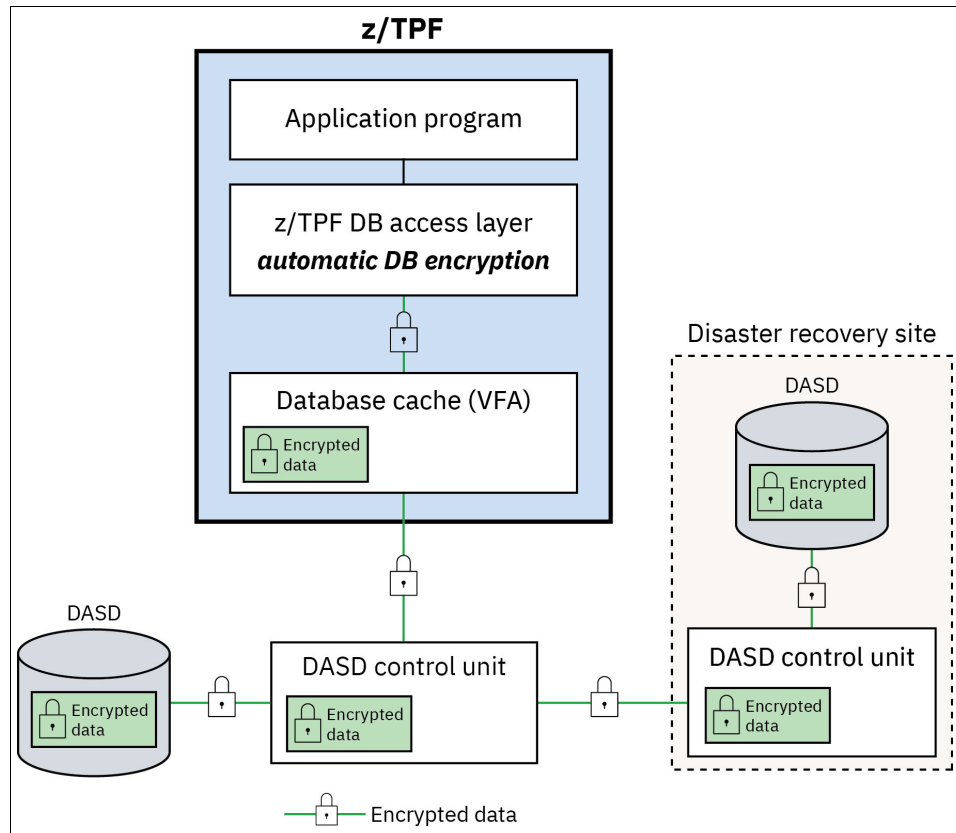 z/TPF
Application program
z/TPF DB access layer
automatic DB encryption
Database cache (VFA)
Encrypted
data
Disaster recovery site
DASD
Encrypted
data
DASD
Encrypted
data
DASD control unit
Encrypted
data
DASD control unit
Encrypted
data
Encrypted data